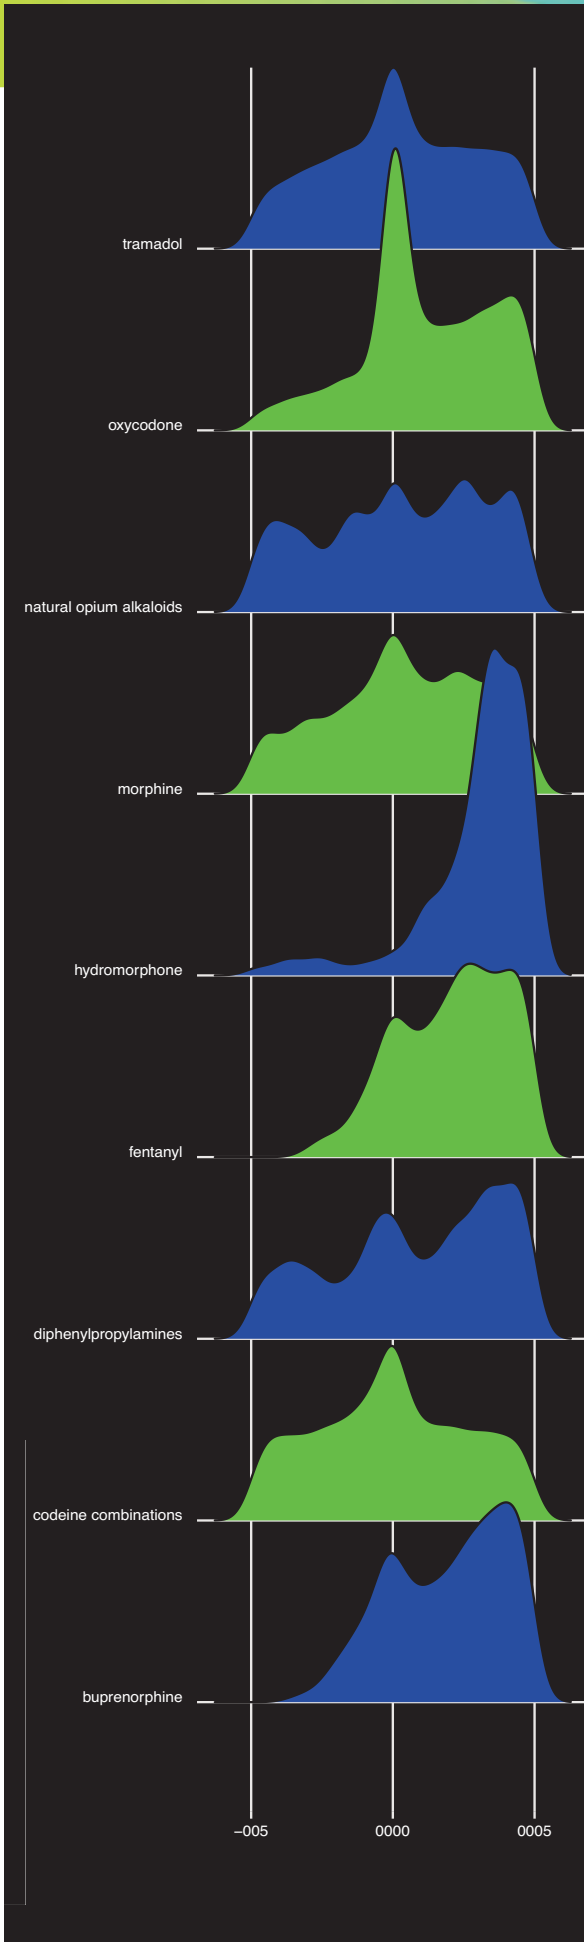 tramadol
oxycodone
natural opium alkaloids
morphine
hydromorphone
fentanyl
diphenylpropylamines
codeine combinations
buprenorphine
–005 0000 0005